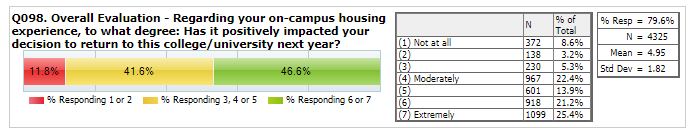 Q098. Overall Evaluation - Regarding your on-campus housing
experience, to what degree: Has it positively impacted your
decision to return to this college/university next year?
11.8% 41.6% 46.6%
% Responding 1 or 2 % Responding 3, 4 or 5 % Responding 6 or 7
N % of Total
(1) Not at all 372 8.6%
(2) 138 3.2%
(3) 230 5.3%
(4) Moderately 967 22.4%
(5) 601 13.9%
(6) 918 21.2%
(7) Extremely 1099 25.4%
% Resp = 79.6%
N = 4325
Mean = 4.95
Std Dev = 1.82